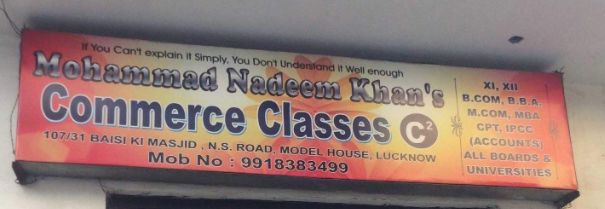 If You Can't explain it Simply, You Don't Understand it Well enough
Mohammad Nadeem Khan's
Commerce Classes C²
107/31 BAISI KI MASJID , N.S. ROAD, MODEL HOUSE, LUCKNOW
Mob No : 9918383499
XI, XII
B.COM, B.B.A.
M.COM, MBA
CPT, IPCC
(ACCOUNTS)
ALL BOARDS &
UNIVERSITIES